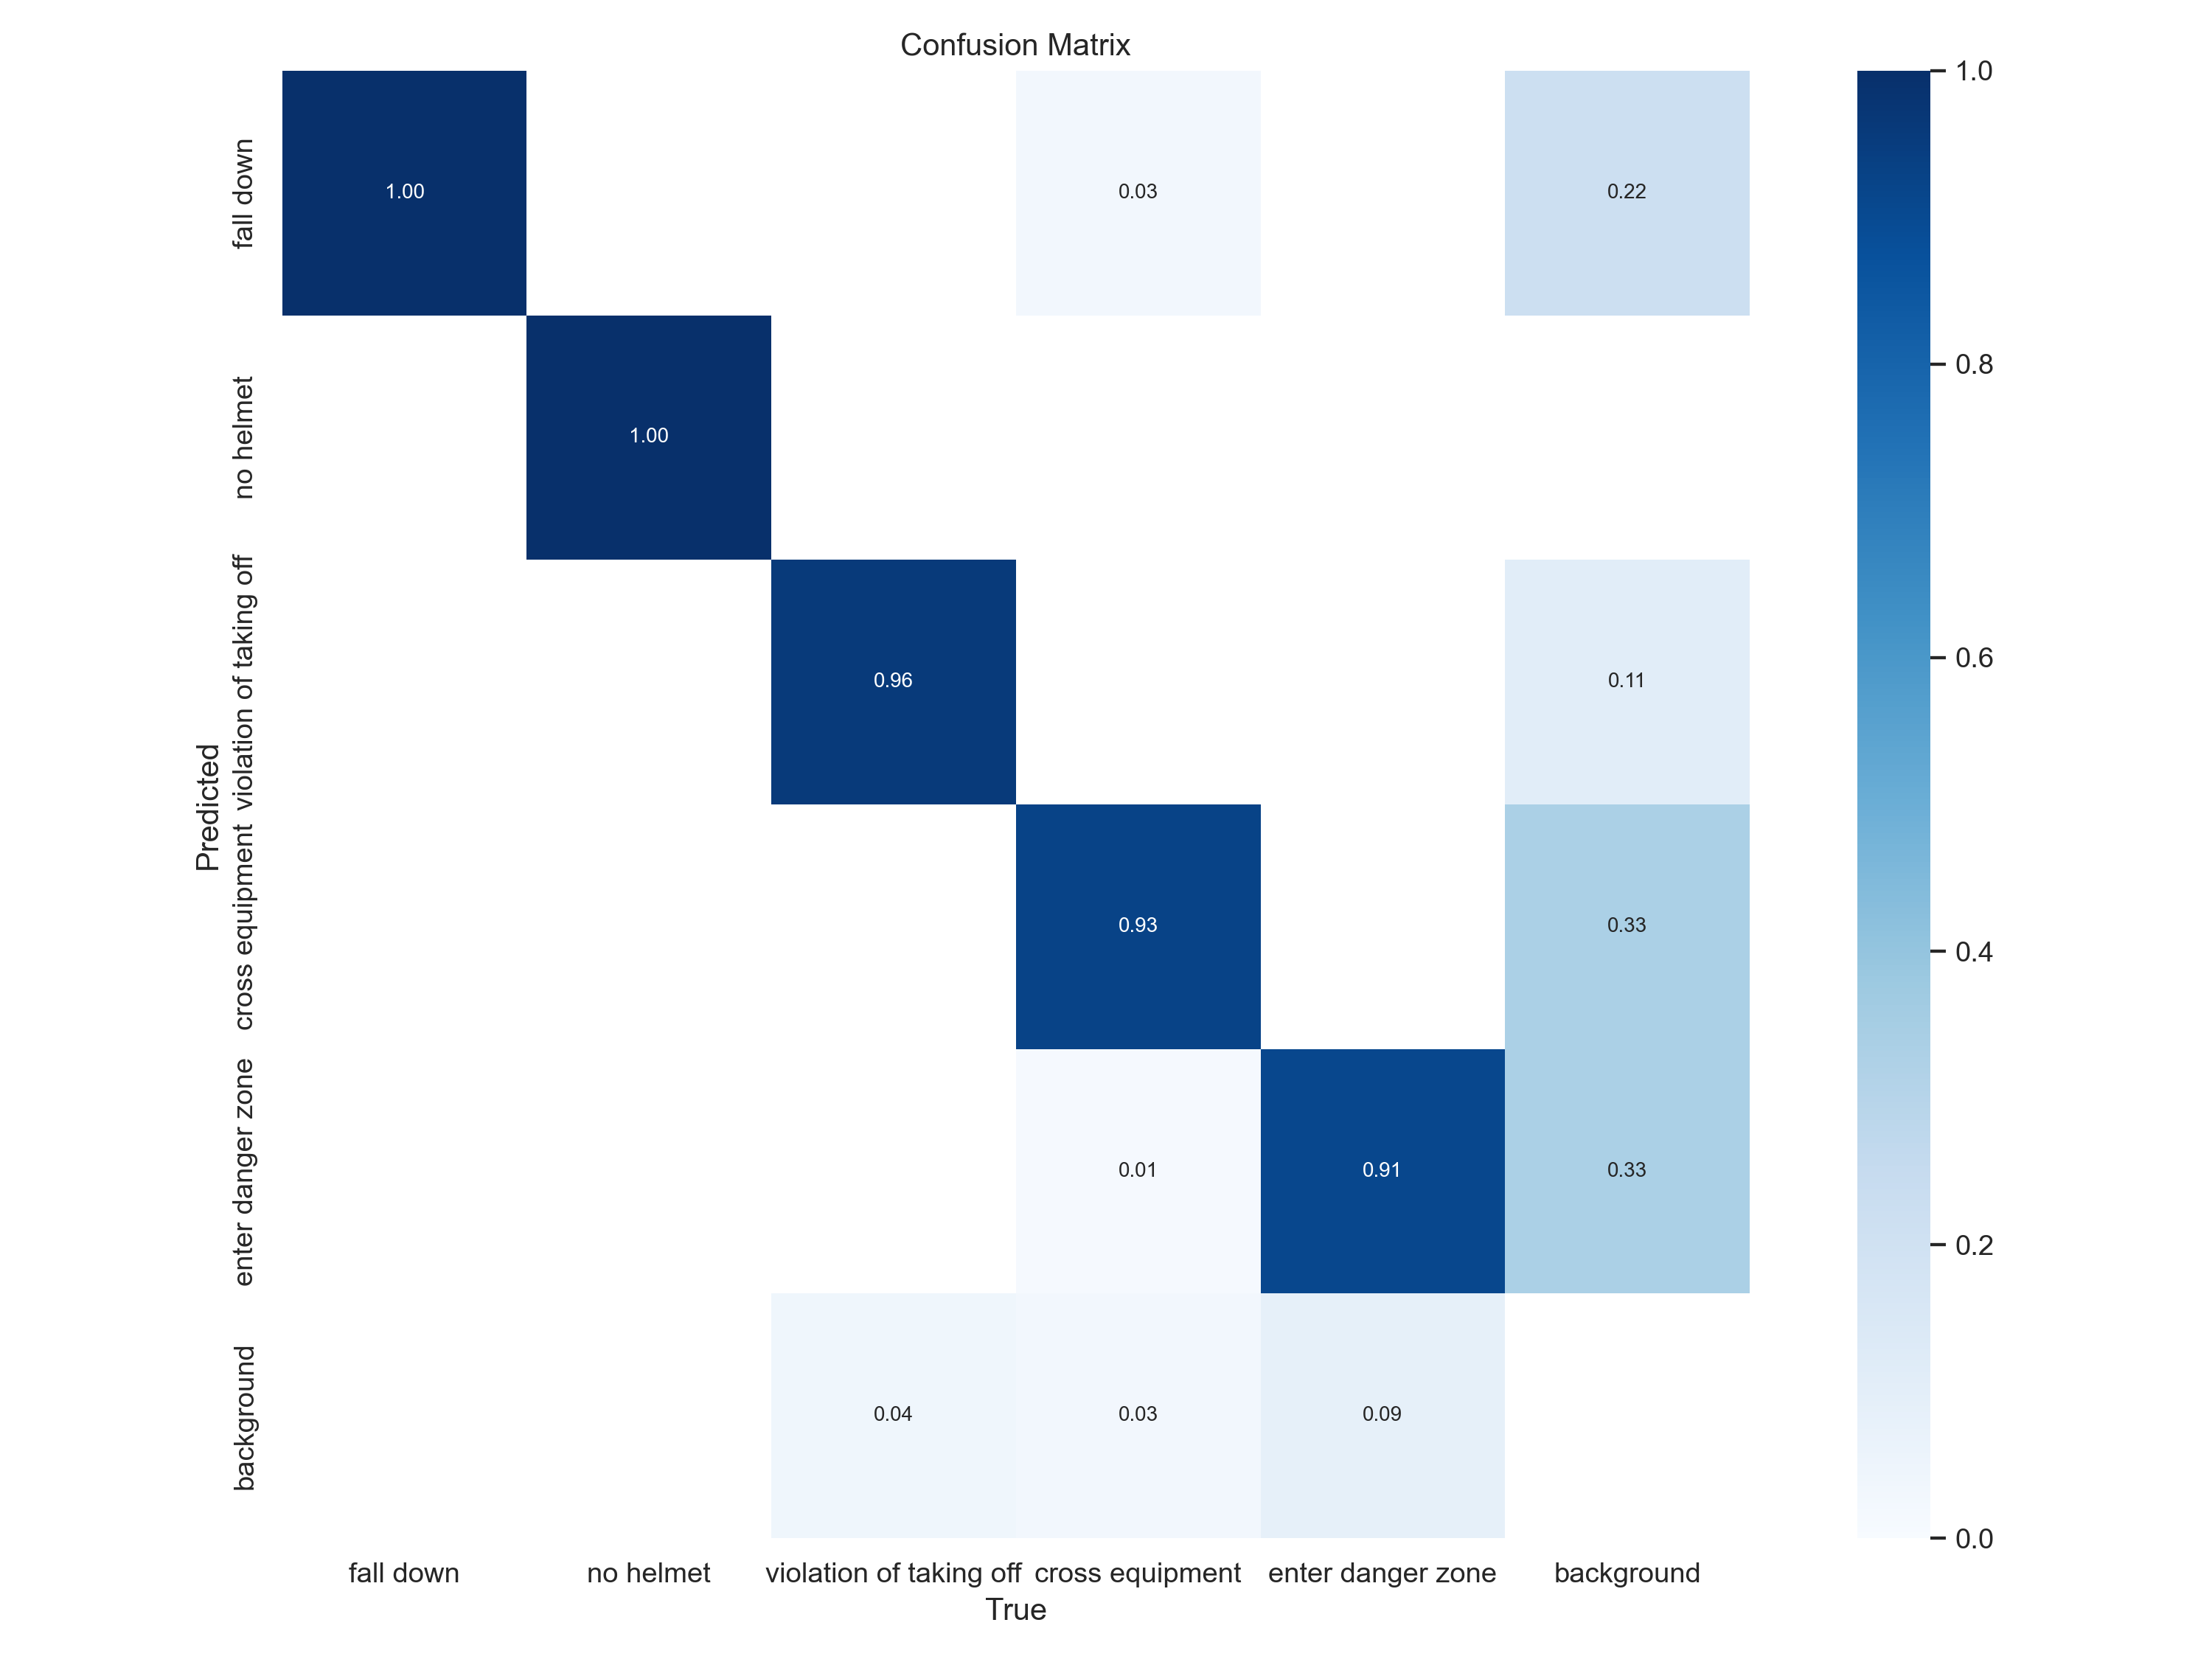 Confusion Matrix
fall down
1.00
0.03
0.22
no helmet
1.00
violation of taking off
0.96
0.11
Predicted
cross equipment
0.93
0.33
enter danger zone
0.01
0.91
0.33
background
0.04
0.03
0.09
fall down
no helmet
violation of taking off
cross equipment
enter danger zone
background
True
1.0
0.8
0.6
0.4
0.2
0.0